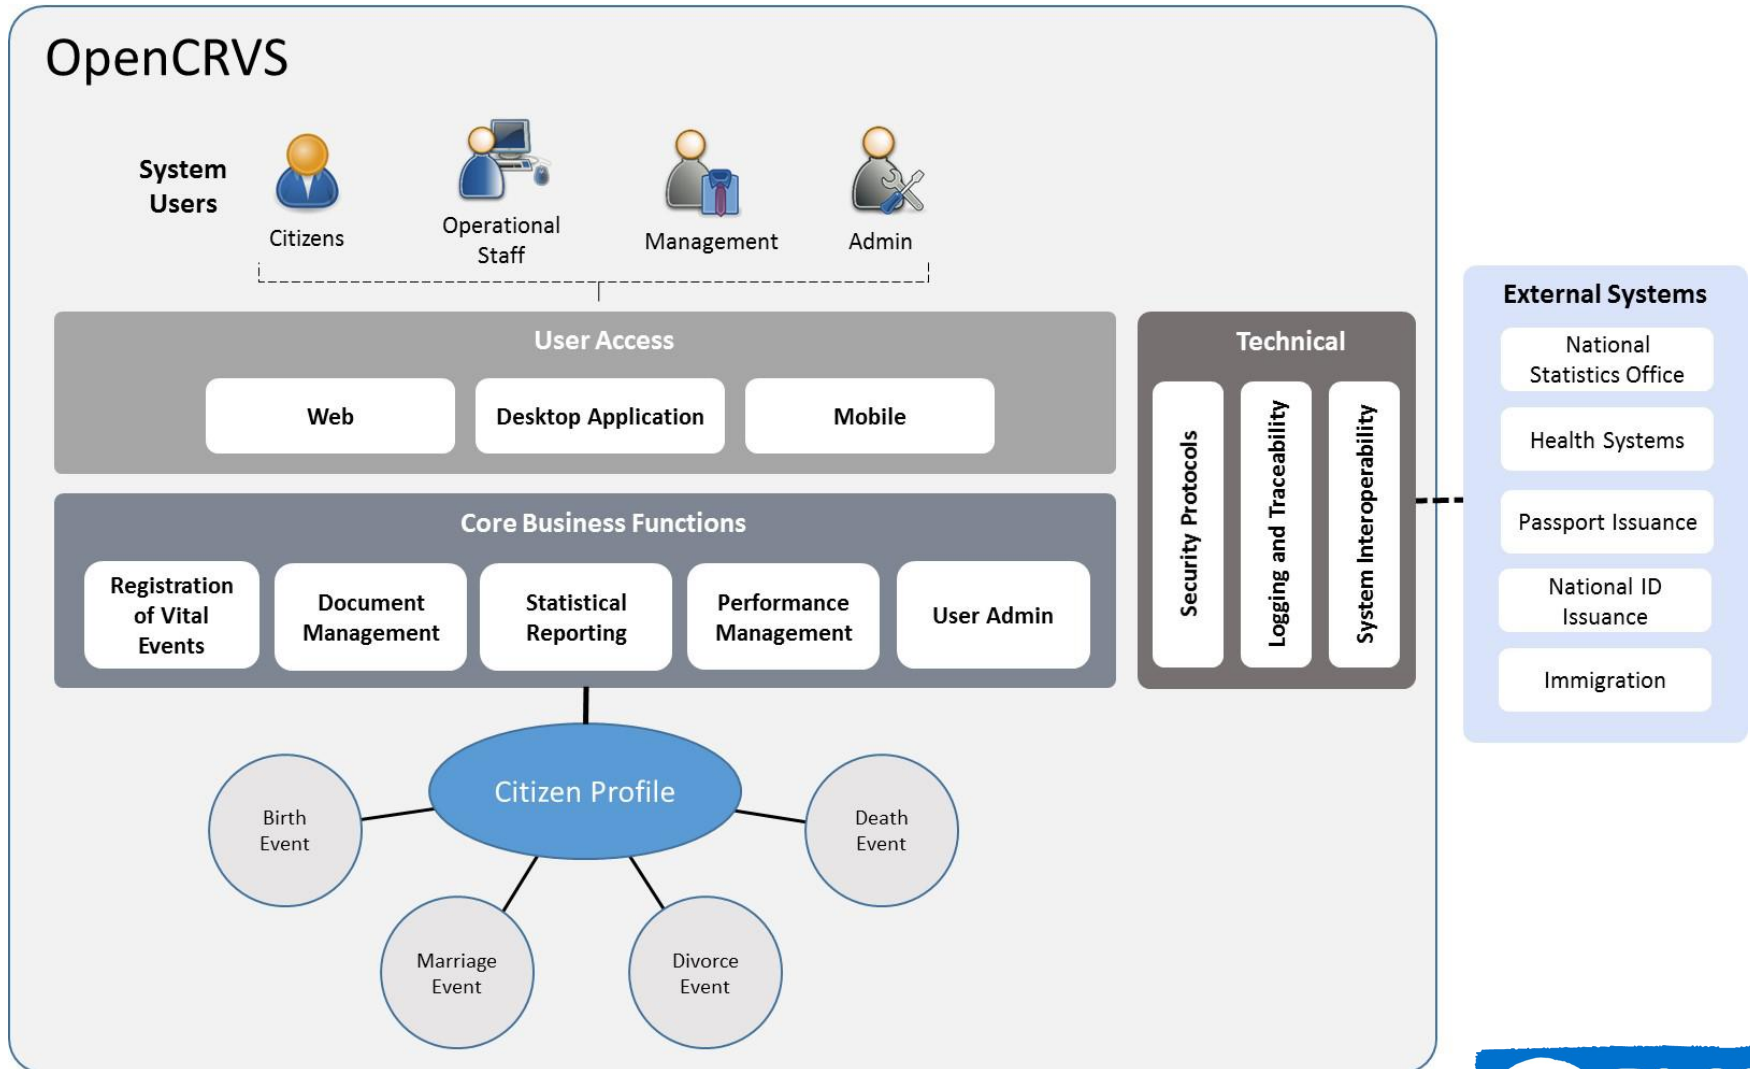 OpenCRVS
System
Users
Citizens
Operational
Staff
Management
Admin
User Access
Web
Desktop Application
Mobile
Core Business Functions
Registration
of Vital
Events
Document
Management
Statistical
Reporting
Performance
Management
User Admin
Technical
Security Protocols
Logging and Traceability
System Interoperability
External Systems
National
Statistics Office
Health Systems
Passport Issuance
National ID
Issuance
Immigration
Citizen Profile
Birth
Event
Marriage
Event
Divorce
Event
Death
Event